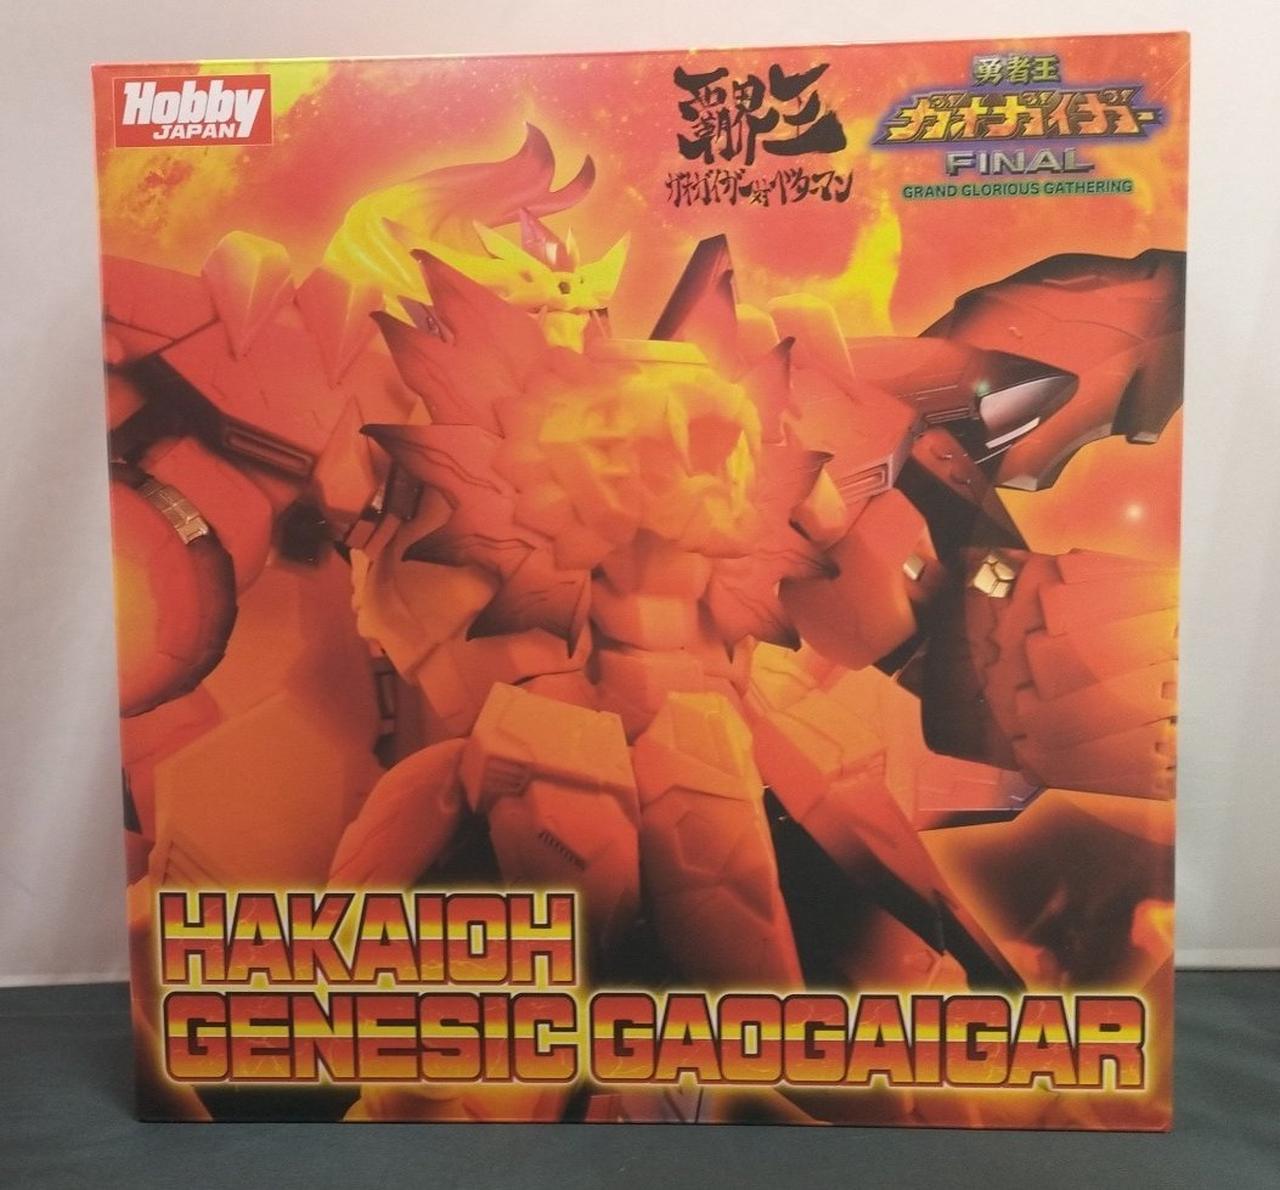 Hobby
JAPAN
覇界王
ガオガイガー対ベターマン
勇者王
ガオガイガー
FINAL
GRAND GLORIOUS GATHERING
HAKAIOH
GENESIC GAOGAIGAR